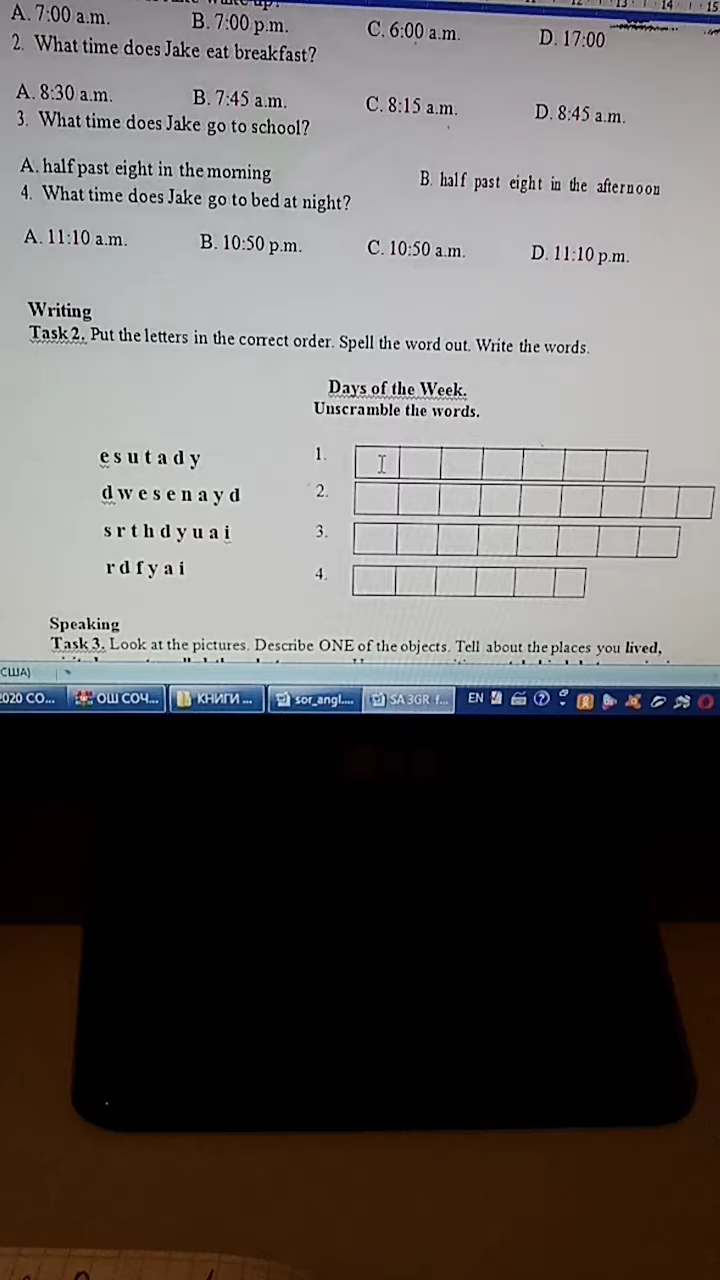 A. 7:00 a.m. B. 7:00 p.m. C. 6:00 a.m. D. 17:00
2. What time does Jake eat breakfast?
A. 8:30 a.m. B. 7:45 a.m. C. 8:15 a.m. D. 8:45 a.m.
3. What time does Jake go to school?
A. half past eight in the morning B. half past eight in the afternoon
4. What time does Jake go to bed at night?
A. 11:10 a.m. B. 10:50 p.m. C. 10:50 a.m. D. 11:10 p.m.
Writing
Task 2. Put the letters in the correct order. Spell the word out. Write the words.
Days of the Week.
Unscramble the words.
e s u t a d y 1.
d w e s e n a y d 2.
s r t h d y u a i 3.
r d f y a i 4.
Speaking
Task 3. Look at the pictures. Describe ONE of the objects. Tell about the places you lived,
США)
2020 СО... ОШ СОЧ... КНИГИ ... sor_angl.... SA 3GR f... EN